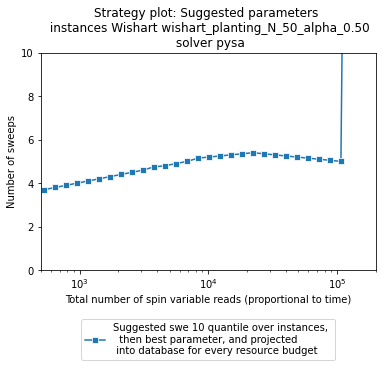 Strategy plot: Suggested parameters
instances Wishart wishart_planting_N_50_alpha_0.50
solver pysa
10
8
6
4
2
0
Number of sweeps
10³
10⁴
10⁵
Total number of spin variable reads (proportional to time)
Suggested swe 10 quantile over instances,
then best parameter, and projected
into database for every resource budget